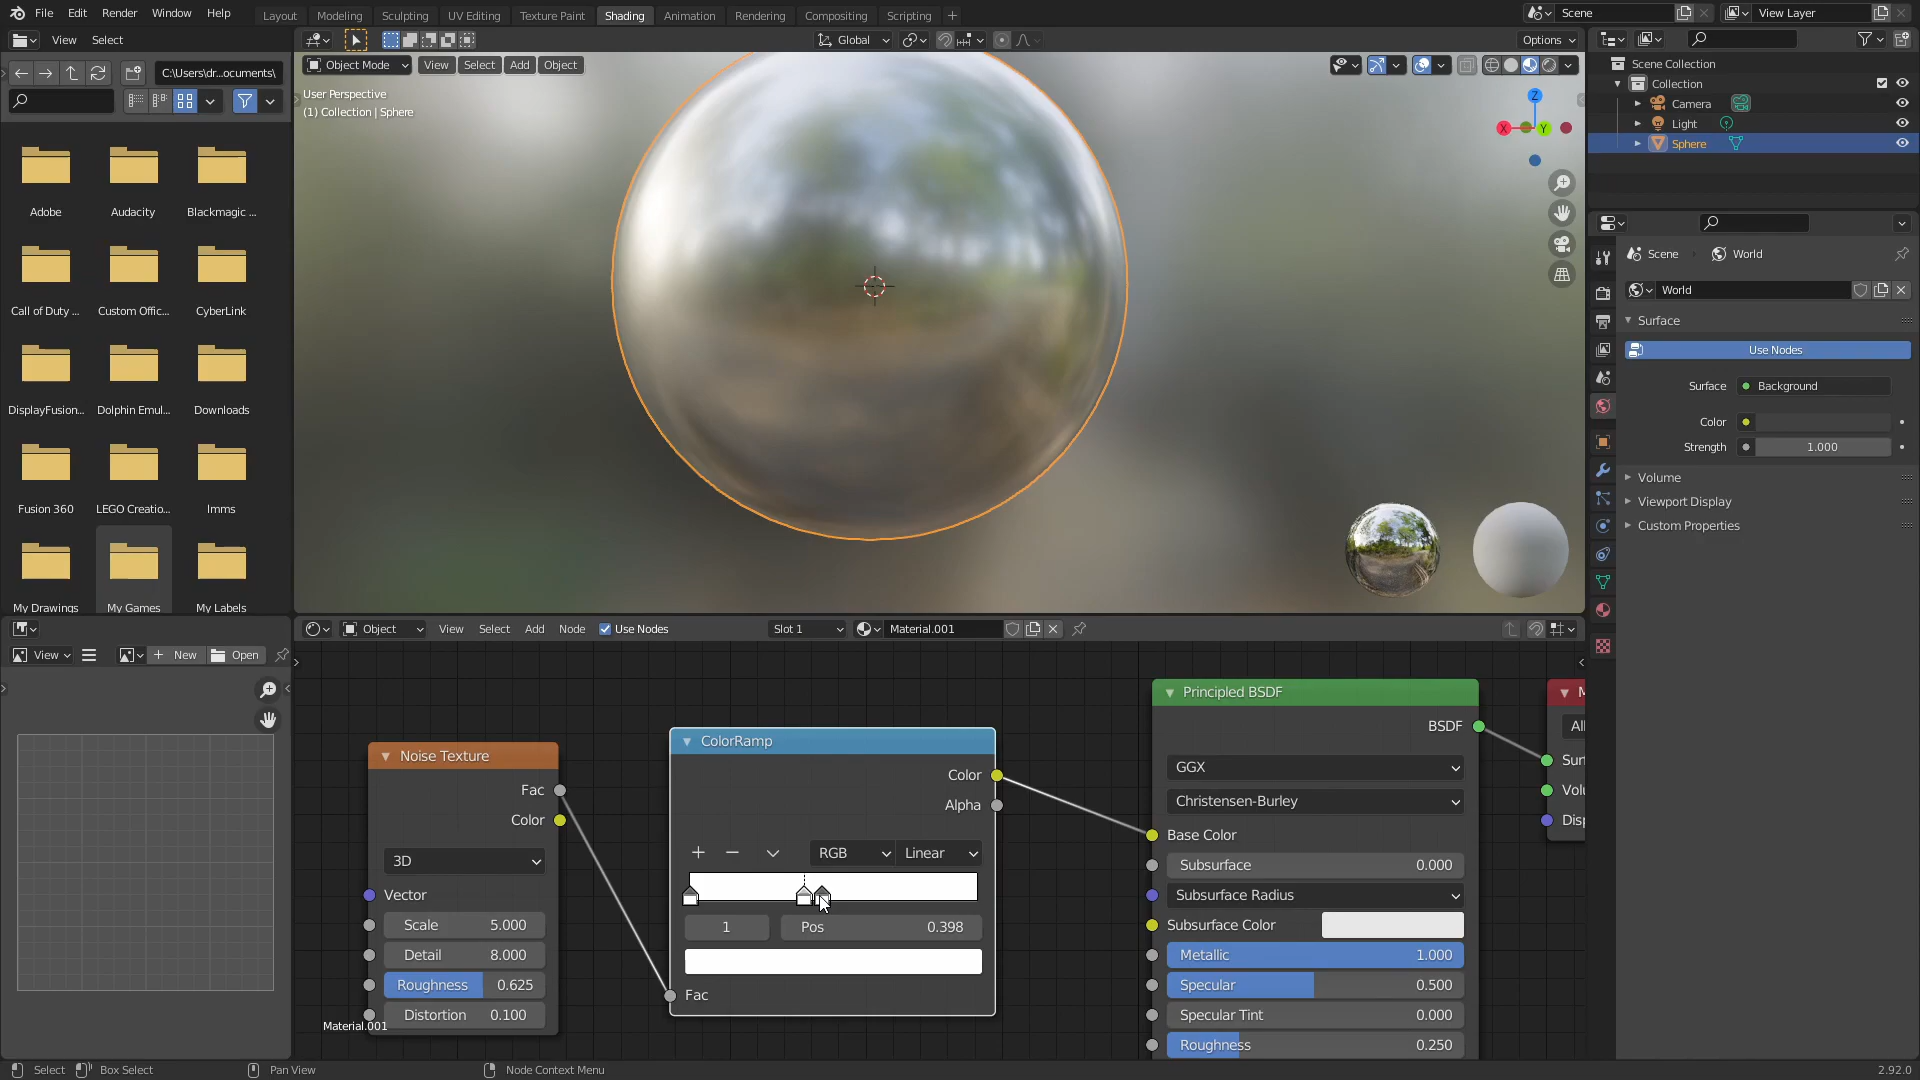 File Edit Render Window Help Layout Modeling Sculpting UV Editing Texture Paint Shading Animation Rendering Compositing Scripting + Scene View Layer
View Select Global Options
C:\Users\dr...ocuments\
Object Mode View Select Add Object
User Perspective
(1) Collection | Sphere
Z
X
Y
Adobe Audacity Blackmagic ...
Call of Duty ... Custom Offic... CyberLink
DisplayFusion... Dolphin Emul... Downloads
Fusion 360 LEGO Creatio... lmms
My Drawings My Games My Labels
Scene Collection
Collection
Camera
Light
Sphere
Scene World
World
Surface
Use Nodes
Surface Background
Color
Strength 1.000
Volume
Viewport Display
Custom Properties
View New Open
Object View Select Add Node Use Nodes Slot 1 Material.001
Noise Texture
Fac
Color
3D
Vector
Scale 5.000
Detail 8.000
Roughness 0.625
Distortion 0.100
Material.001
ColorRamp
Color
Alpha
+ − RGB Linear
1 Pos 0.398
Fac
Principled BSDF
BSDF
GGX
Christensen-Burley
Base Color
Subsurface 0.000
Subsurface Radius
Subsurface Color
Metallic 1.000
Specular 0.500
Specular Tint 0.000
Roughness 0.250
M
All
Surf
Volu
Disp
Select Box Select Pan View Node Context Menu 2.92.0